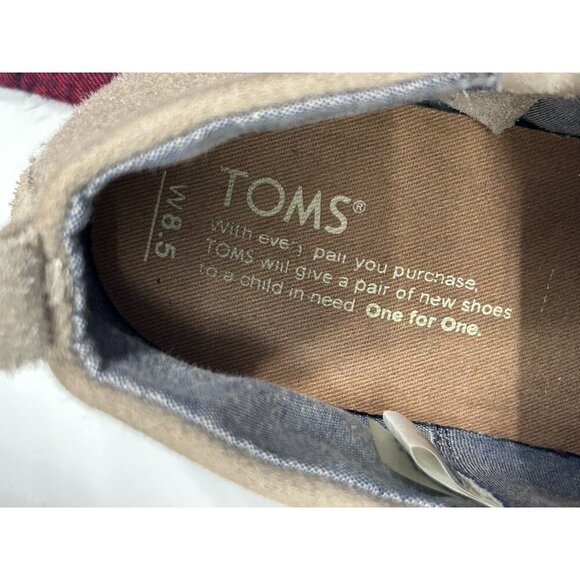 W8.5
TOMS®
With every pair you purchase,
TOMS will give a pair of new shoes
to a child in need. One for One.